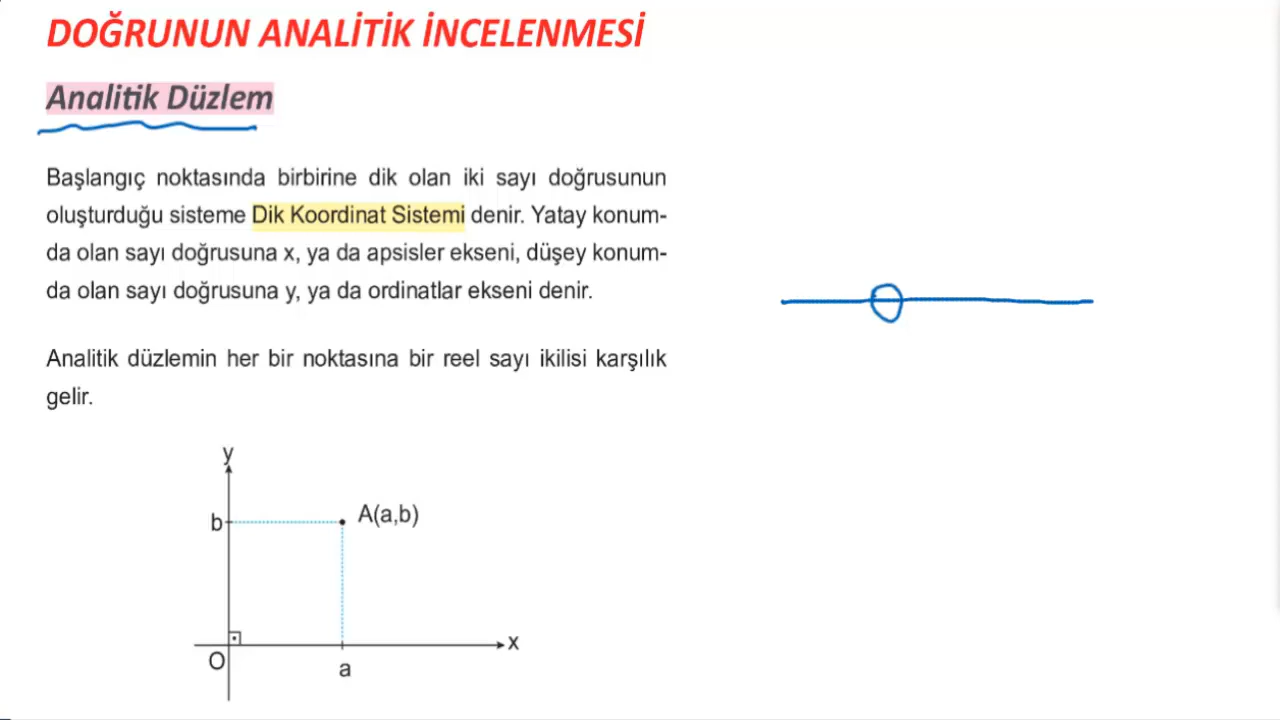 DOĞRUNUN ANALİTİK İNCELENMESİ
Analitik Düzlem
Başlangıç noktasında birbirine dik olan iki sayı doğrusunun
oluşturduğu sisteme Dik Koordinat Sistemi denir. Yatay konum-
da olan sayı doğrusuna x, ya da apsisler ekseni, düşey konum-
da olan sayı doğrusuna y, ya da ordinatlar ekseni denir.
Analitik düzlemin her bir noktasına bir reel sayı ikilisi karşılık
gelir.
y
b
A(a,b)
x
O
a